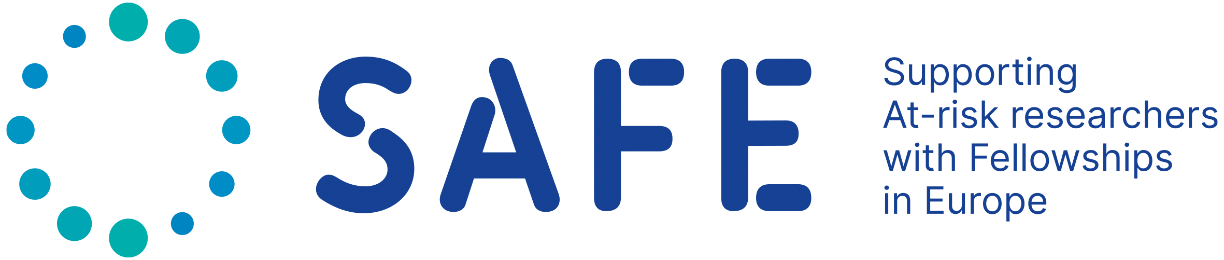 SAFE
Supporting
At-risk researchers
with Fellowships
in Europe